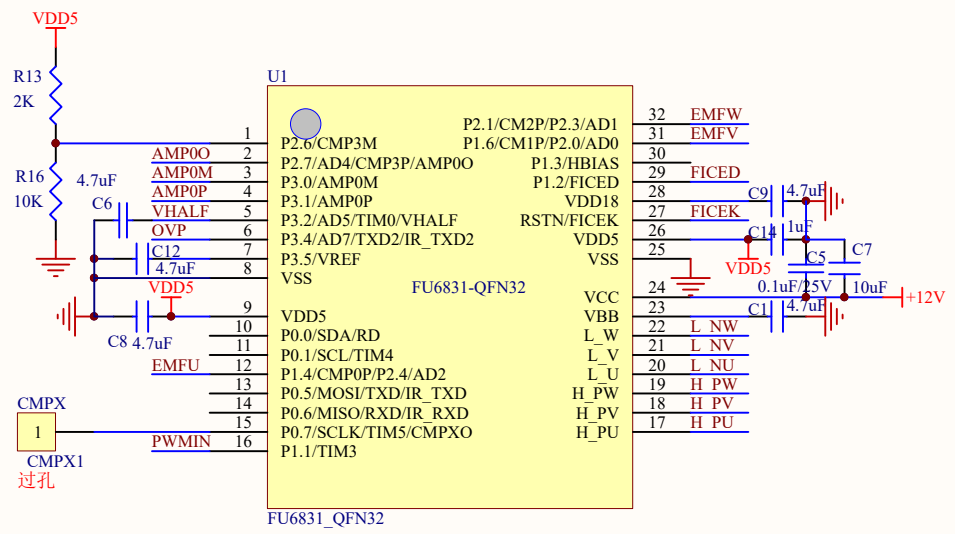 VDD5
R13
2K
R16
10K
4.7uF
C6
C12
4.7uF
VDD5
C8 4.7uF
U1
1 P2.6/CMP3M
AMP0O 2 P2.7/AD4/CMP3P/AMP0O
AMP0M 3 P3.0/AMP0M
AMP0P 4 P3.1/AMP0P
VHALF 5 P3.2/AD5/TIM0/VHALF
OVP 6 P3.4/AD7/TXD2/IR_TXD2
7 P3.5/VREF
8 VSS
9 VDD5
10 P0.0/SDA/RD
11 P0.1/SCL/TIM4
EMFU 12 P1.4/CMP0P/P2.4/AD2
13 P0.5/MOSI/TXD/IR_TXD
14 P0.6/MISO/RXD/IR_RXD
15 P0.7/SCLK/TIM5/CMPXO
PWMIN 16 P1.1/TIM3
CMPX
1
CMPX1
过孔
FU6831-QFN32
P2.1/CM2P/P2.3/AD1 32 EMFW
P1.6/CM1P/P2.0/AD0 31 EMFV
P1.3/HBIAS 30
P1.2/FICED 29 FICED
VDD18 28
RSTN/FICEK 27 FICEK
VDD5 26
VSS 25
VCC 24
VBB 23
L_W 22 L_NW
L_V 21 L_NV
L_U 20 L_NU
H_PW 19 H_PW
H_PV 18 H_PV
H_PU 17 H_PU
C9 4.7uF
C14 1uF
VDD5
C5
0.1uF/25V
C7
10uF
+12V
C1 4.7uF
FU6831_QFN32